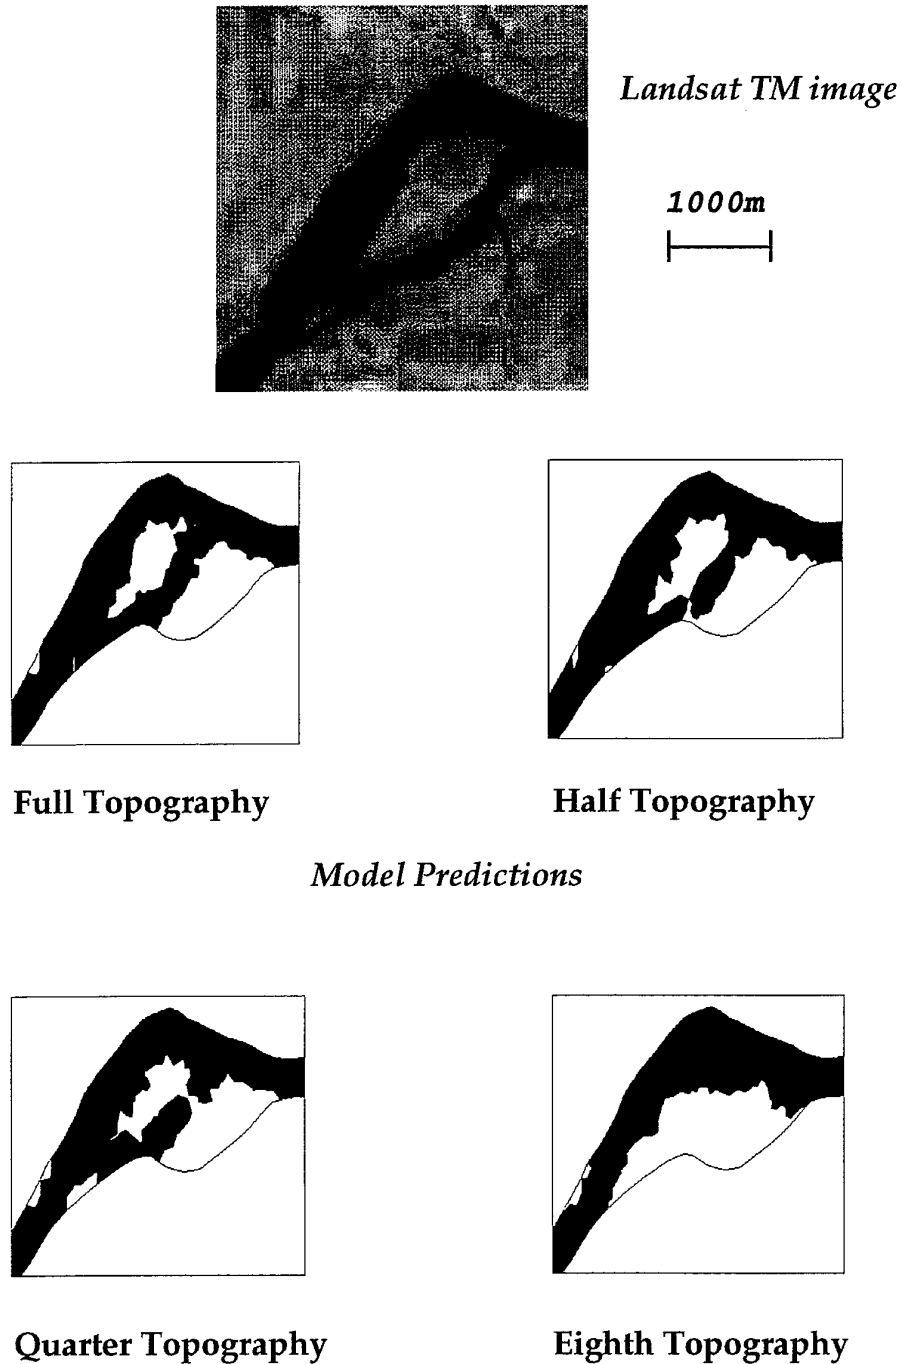 Landsat TM image
1000m
Full Topography
Half Topography
Model Predictions
Quarter Topography
Eighth Topography